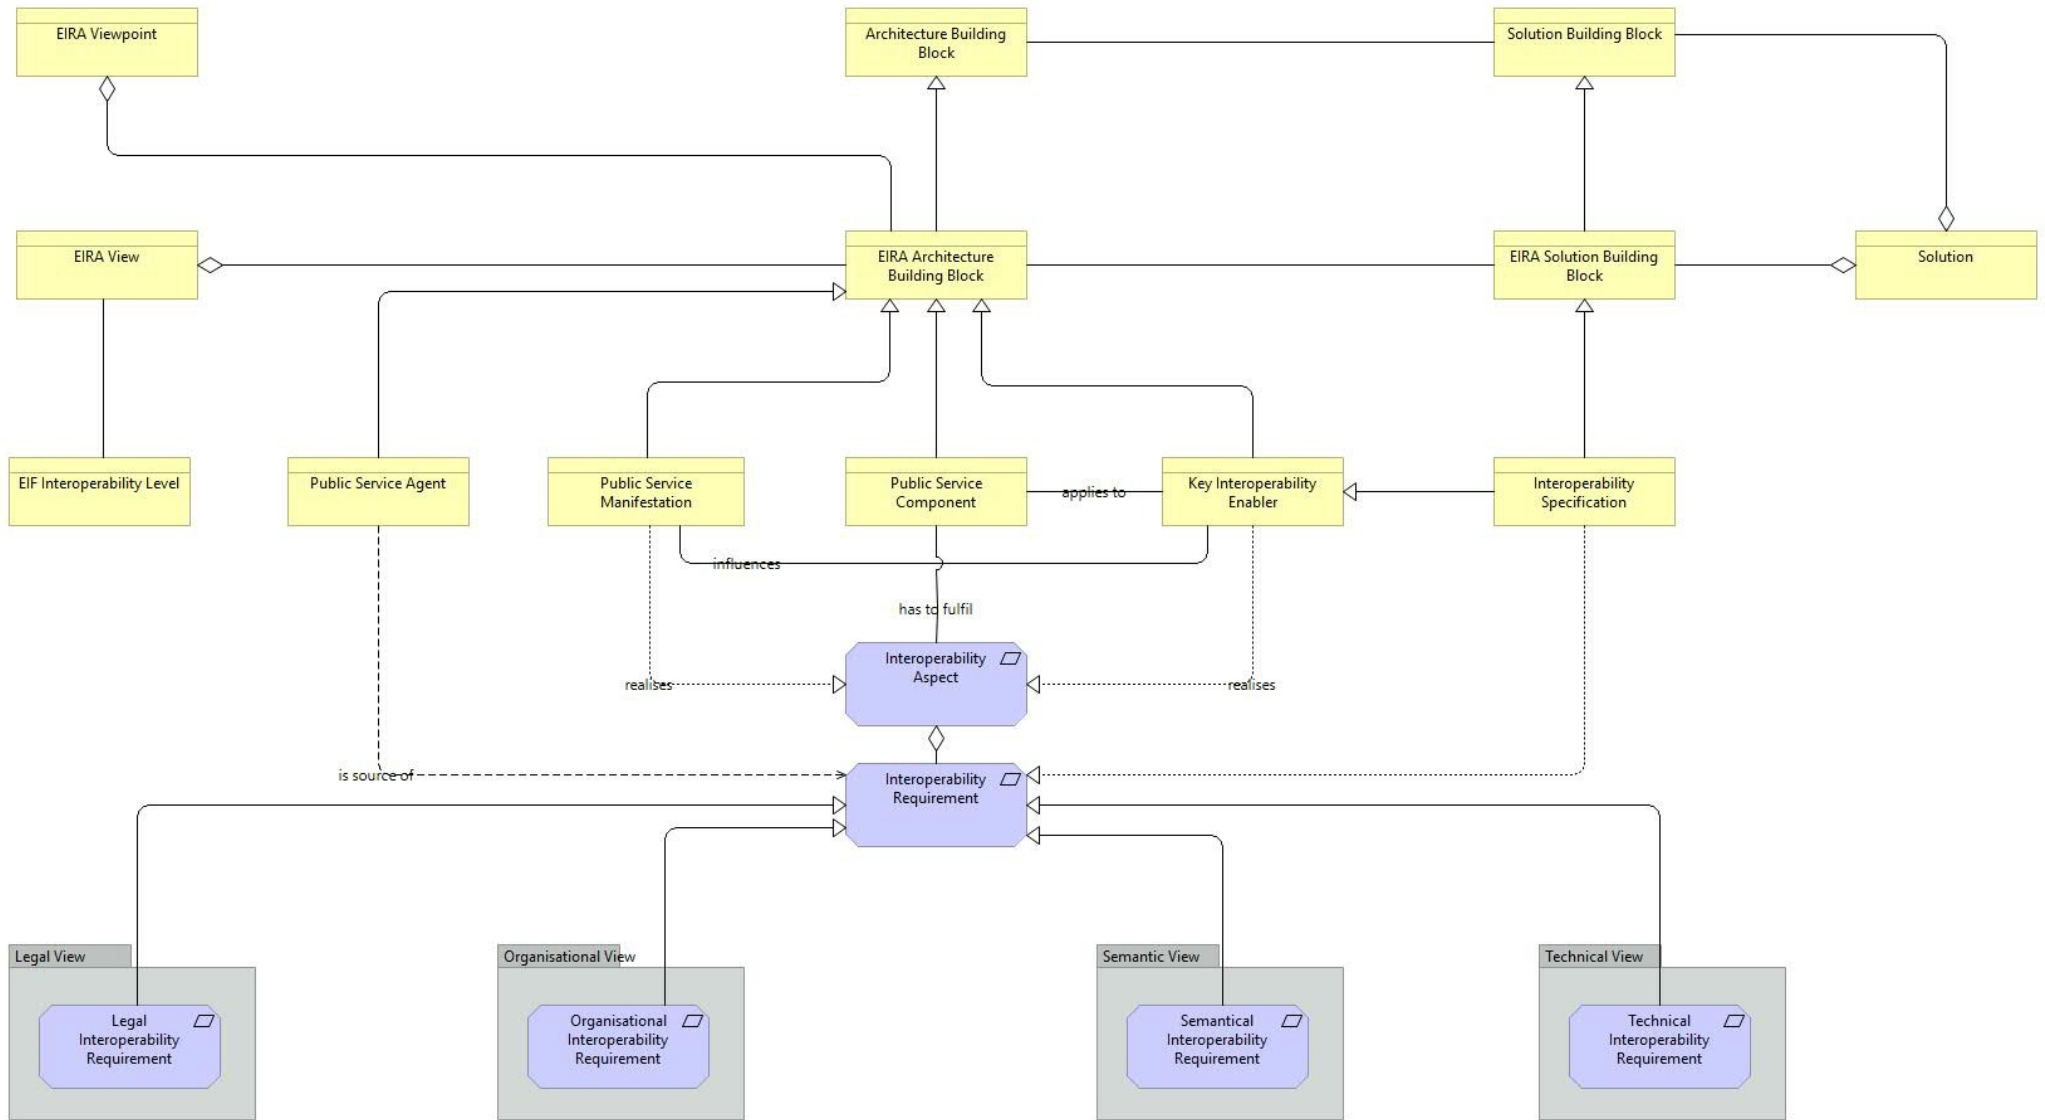 EIRA Viewpoint
Architecture Building
Block
Solution Building Block
EIRA View
EIRA Architecture
Building Block
EIRA Solution Building
Block
Solution
EIF Interoperability Level
Public Service Agent
Public Service
Manifestation
Public Service
Component
applies to
Key Interoperability
Enabler
Interoperability
Specification
influences
has to fulfil
Interoperability
Aspect
realises
realises
is source of
Interoperability
Requirement
Legal View
Organisational View
Semantic View
Technical View
Legal
Interoperability
Requirement
Organisational
Interoperability
Requirement
Semantical
Interoperability
Requirement
Technical
Interoperability
Requirement